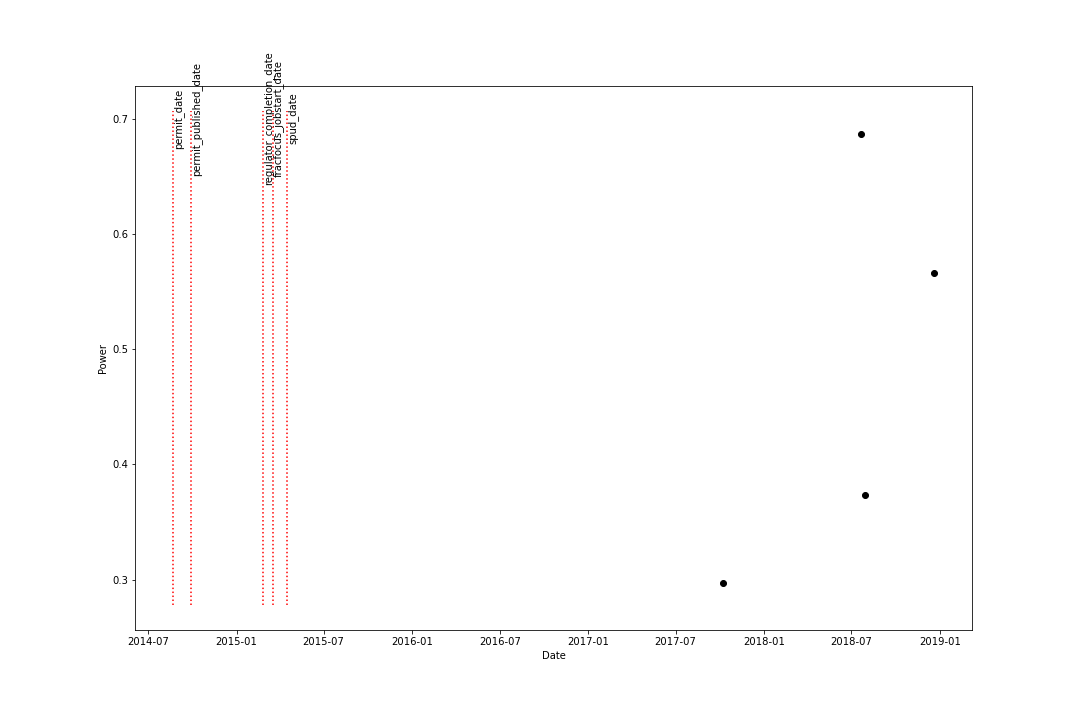 permit_date
permit_published_date
regulator_completion_date
fracfocus_jobstart_date
spud_date
0.7
0.6
0.5
0.4
0.3
Power
2014-07
2015-01
2015-07
2016-01
2016-07
2017-01
2017-07
2018-01
2018-07
2019-01
Date